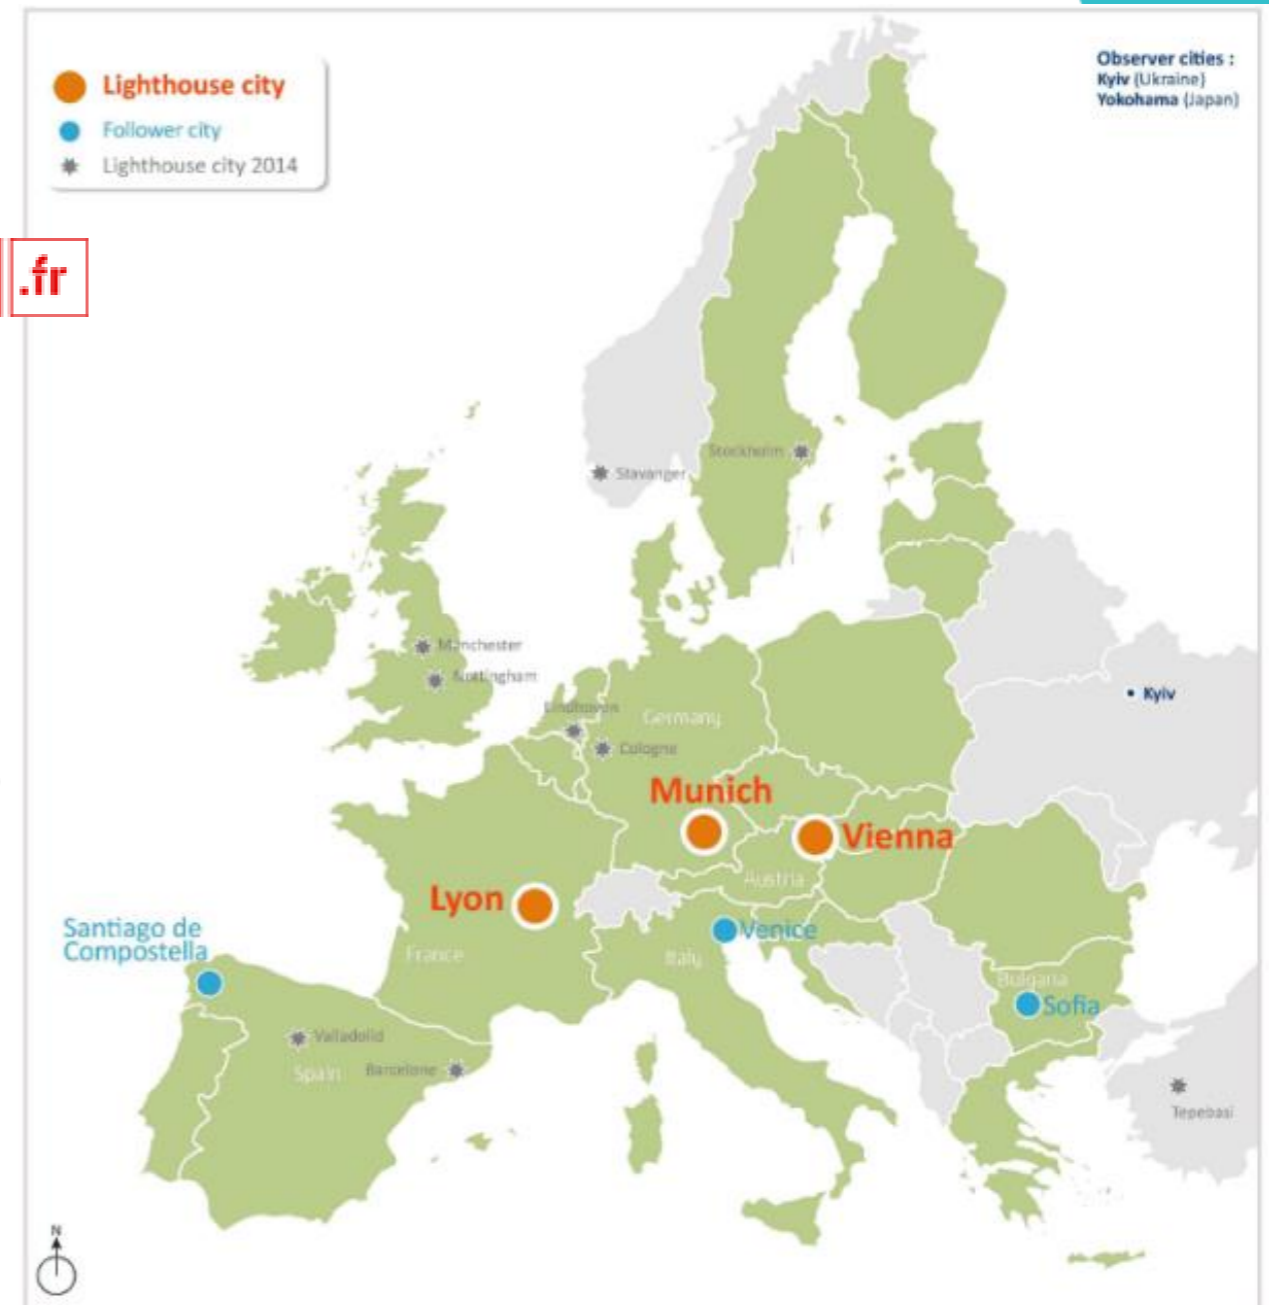 Lighthouse city
Follower city
Lighthouse city 2014
Observer cities :
Kyiv (Ukraine)
Yokohama (Japan)
.fr
Stockholm
Stavanger
Manchester
Nottingham
Eindhoven
Germany
Cologne
Kyiv
Munich
Vienna
Austria
Lyon
Santiago de
Compostella
France
Venice
Italy
Bulgaria
Sofia
Valladolid
Spain
Barcelone
Tepebasi
N